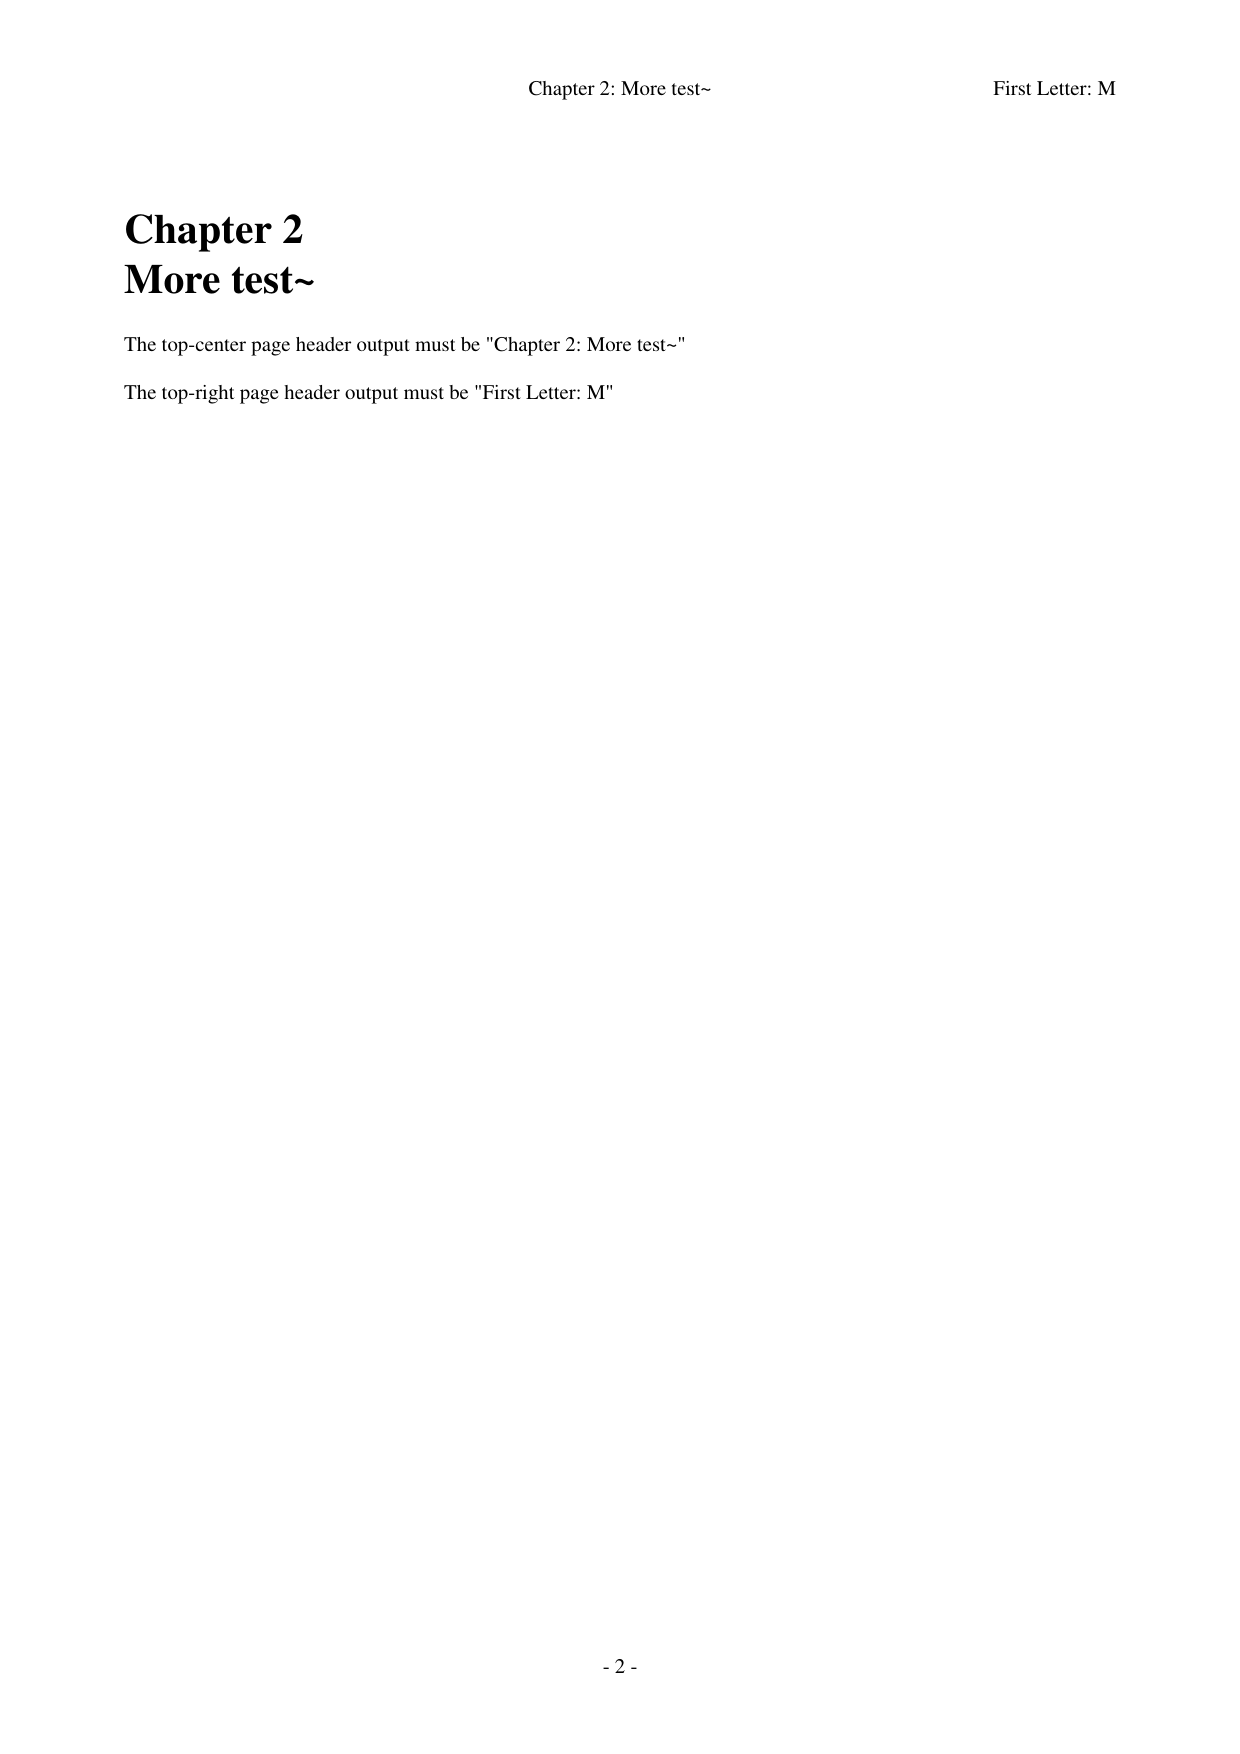 Chapter 2: More test~ First Letter: M
Chapter 2
More test~
The top-center page header output must be "Chapter 2: More test~"
The top-right page header output must be "First Letter: M"
- 2 -